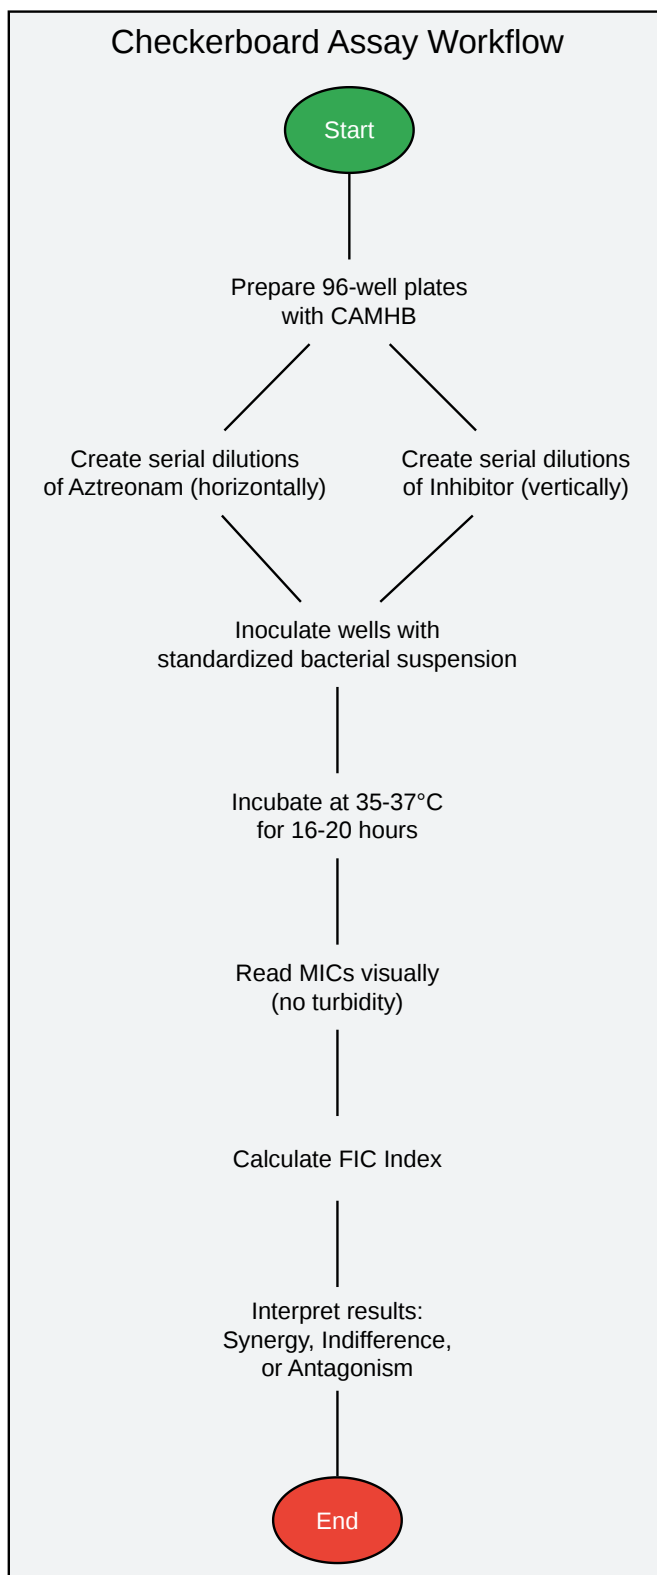 Checkerboard Assay Workflow
Start
Prepare 96-well plates
with CAMHB
Create serial dilutions
of Aztreonam (horizontally)
Create serial dilutions
of Inhibitor (vertically)
Inoculate wells with
standardized bacterial suspension
Incubate at 35-37°C
for 16-20 hours
Read MICs visually
(no turbidity)
Calculate FIC Index
Interpret results:
Synergy, Indifference,
or Antagonism
End